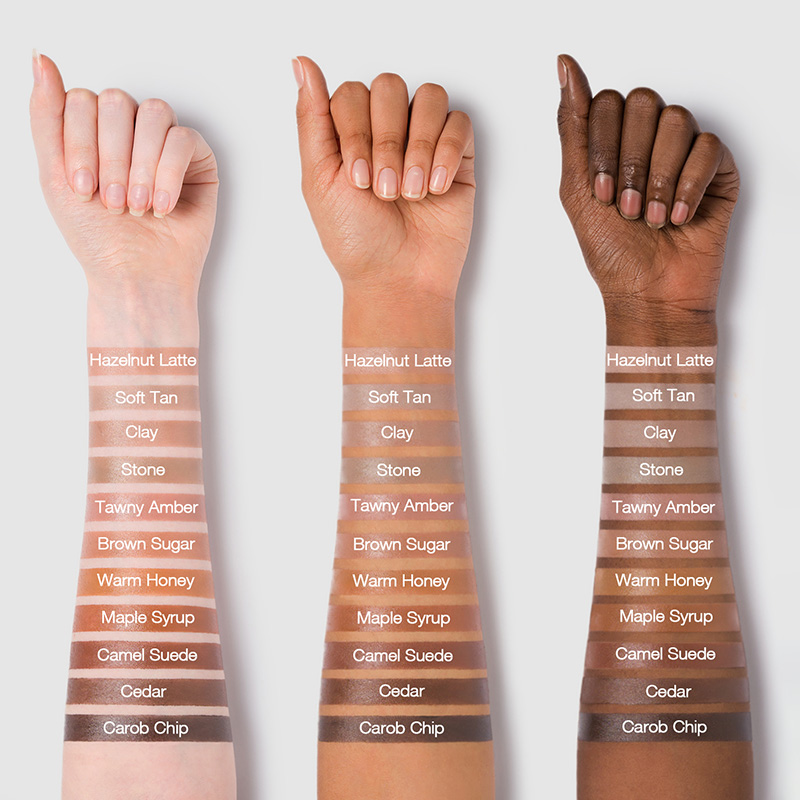 Hazelnut Latte
Soft Tan
Clay
Stone
Tawny Amber
Brown Sugar
Warm Honey
Maple Syrup
Camel Suede
Cedar
Carob Chip
Hazelnut Latte
Soft Tan
Clay
Stone
Tawny Amber
Brown Sugar
Warm Honey
Maple Syrup
Camel Suede
Cedar
Carob Chip
Hazelnut Latte
Soft Tan
Clay
Stone
Tawny Amber
Brown Sugar
Warm Honey
Maple Syrup
Camel Suede
Cedar
Carob Chip